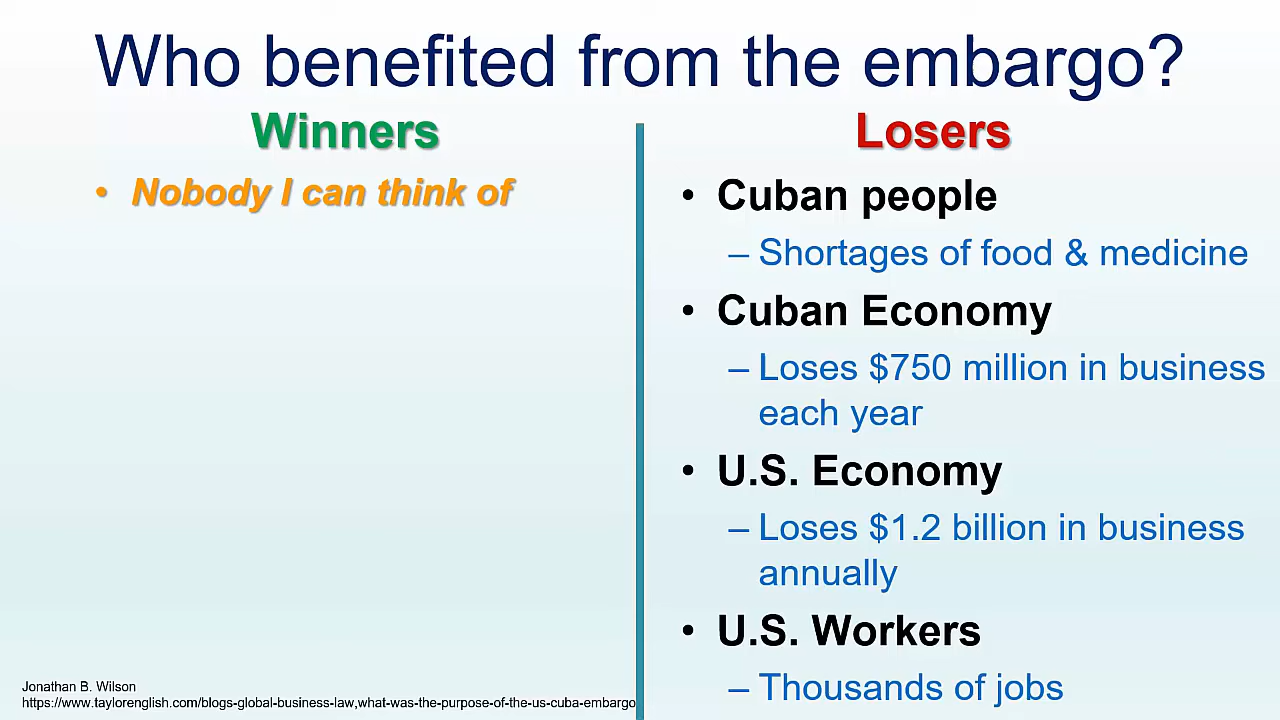 Who benefited from the embargo?
Winners
• Nobody I can think of
Losers
• Cuban people
– Shortages of food & medicine
• Cuban Economy
– Loses $750 million in business
each year
• U.S. Economy
– Loses $1.2 billion in business
annually
• U.S. Workers
– Thousands of jobs
Jonathan B. Wilson
https://www.taylorenglish.com/blogs-global-business-law,what-was-the-purpose-of-the-us-cuba-embargo